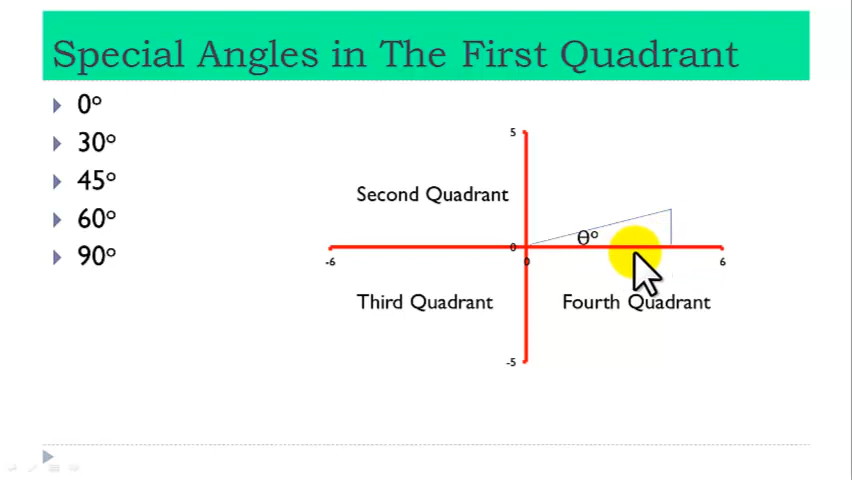 Special Angles in The First Quadrant
0°
30°
45°
60°
90°
5
Second Quadrant
θ°
0
-6
0
6
Third Quadrant
Fourth Quadrant
-5